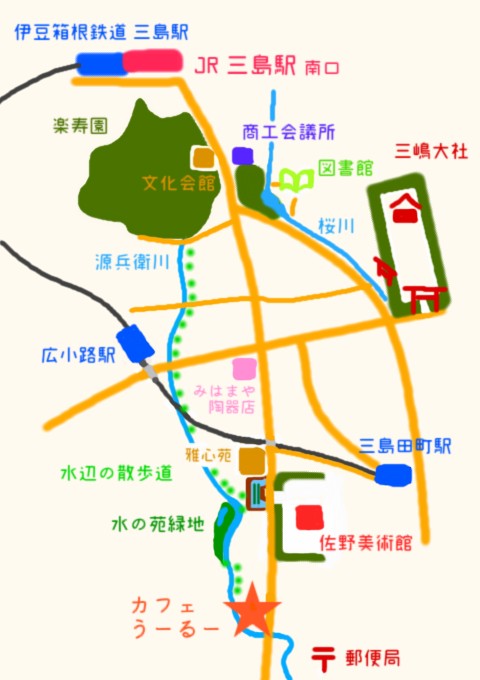 伊豆箱根鉄道 三島駅
JR 三島駅 南口
楽寿園
商工会議所
三嶋大社
図書館
文化会館
桜川
源兵衛川
広小路駅
みはまや
陶器店
三島田町駅
雅心苑
水辺の散歩道
水の苑緑地
佐野美術館
カフェ
うーるー
郵便局